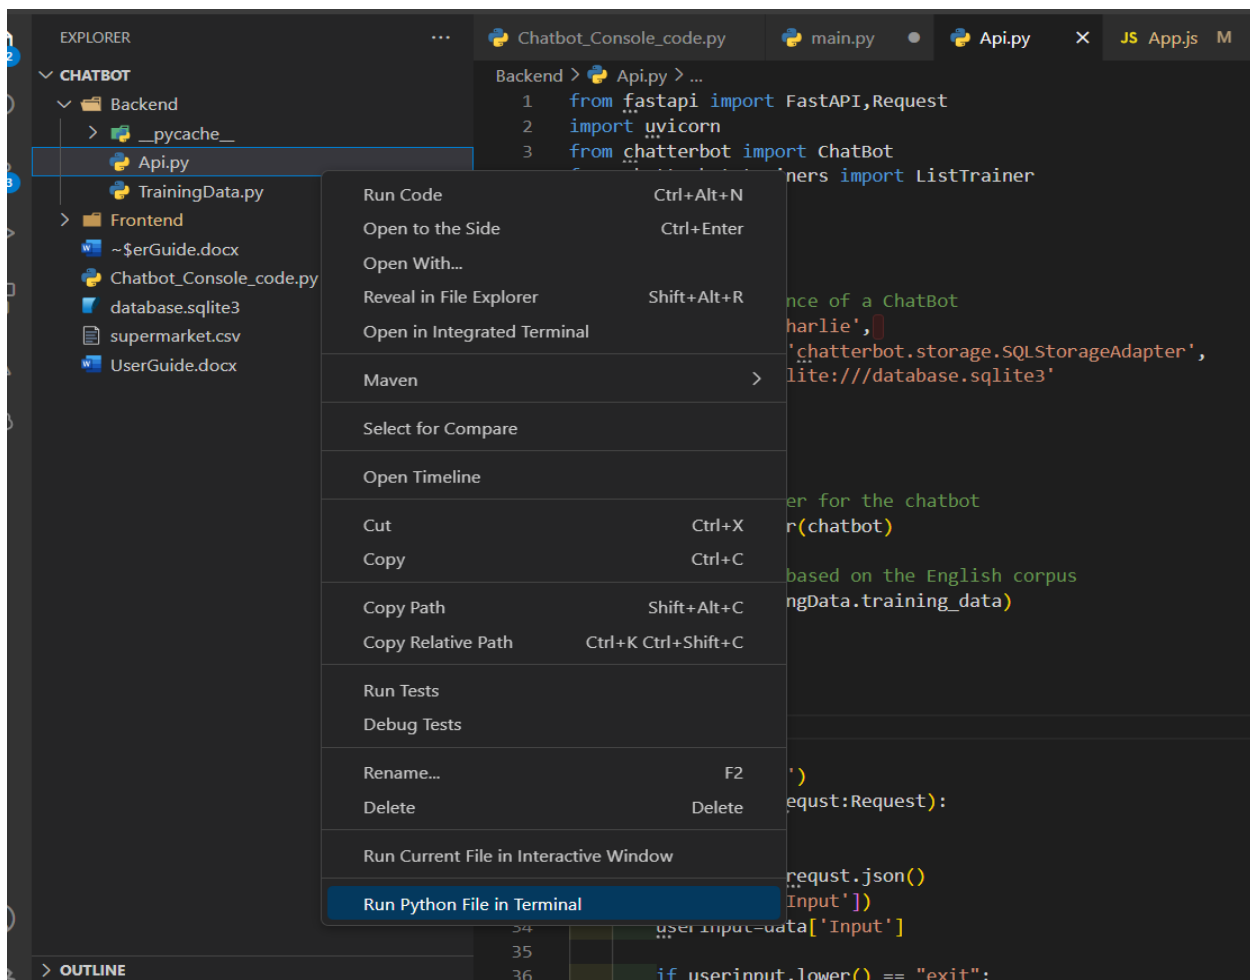 EXPLORER
CHATBOT
Backend
__pycache__
Api.py
TrainingData.py
Frontend
~$erGuide.docx
Chatbot_Console_code.py
database.sqlite3
supermarket.csv
UserGuide.docx
OUTLINE
Run Code Ctrl+Alt+N
Open to the Side Ctrl+Enter
Open With...
Reveal in File Explorer Shift+Alt+R
Open in Integrated Terminal
Maven
Select for Compare
Open Timeline
Cut Ctrl+X
Copy Ctrl+C
Copy Path Shift+Alt+C
Copy Relative Path Ctrl+K Ctrl+Shift+C
Run Tests
Debug Tests
Rename... F2
Delete Delete
Run Current File in Interactive Window
Run Python File in Terminal
Chatbot_Console_code.py main.py Api.py JS App.js M
Backend > Api.py > ...
1 from fastapi import FastAPI,Request
2 import uvicorn
3 from chatterbot import ChatBot
iners import ListTrainer
nce of a ChatBot
harlie',
'chatterbot.storage.SQLStorageAdapter',
lite:///database.sqlite3'
er for the chatbot
r(chatbot)
based on the English corpus
ngData.training_data)
')
equst:Request):
requst.json()
Input'])
34 userinput=data['Input']
35
36 if userinput.lower() == "exit":